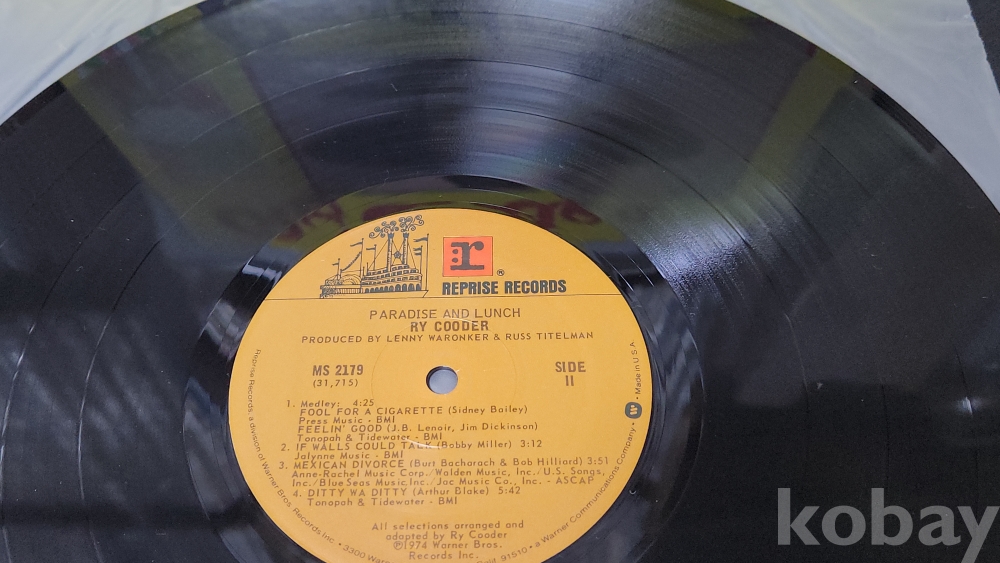 r
®
REPRISE RECORDS
PARADISE AND LUNCH
RY COODER
PRODUCED BY LENNY WARONKER & RUSS TITELMAN
MS 2179
(31,715)
SIDE
II
1. Medley: 4:25
FOOL FOR A CIGARETTE (Sidney Bailey)
Press Music - BMI
FEELIN' GOOD (J.B. Lenoir, Jim Dickinson)
Tonopah & Tidewater - BMI
2. IF WALLS COULD TALK (Bobby Miller) 3:12
Jalynne Music - BMI
3. MEXICAN DIVORCE (Burt Bacharach & Bob Hilliard) 3:51
Anne-Rachel Music Corp./Walden Music, Inc./U.S. Songs,
Inc./Blue Seas Music, Inc./Jac Music Co., Inc. - ASCAP
4. DITTY WA DITTY (Arthur Blake) 5:42
Tonopah & Tidewater - BMI
All selections arranged and
adapted by Ry Cooder
℗1974 Warner Bros.
Records Inc.
Reprise Records, a division of Warner Bros. Records Inc. • 3300 Warner
Calif. 91510 • a Warner Communications Company • W • Made in U.S.A.
kobay